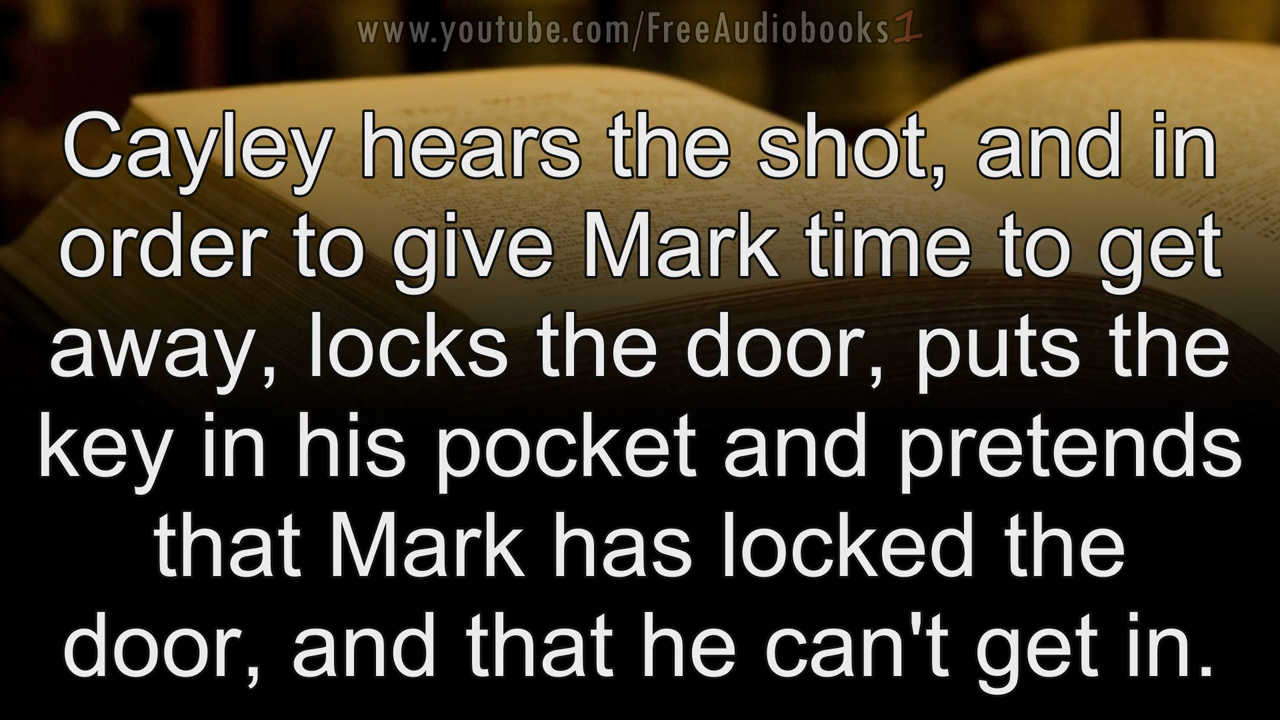 www.youtube.com/FreeAudiobooks1
Cayley hears the shot, and in
order to give Mark time to get
away, locks the door, puts the
key in his pocket and pretends
that Mark has locked the
door, and that he can't get in.